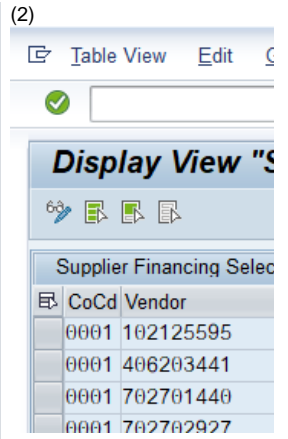 (2)
Table View Edit G
Display View "S
Supplier Financing Selec
CoCd Vendor
0001 102125595
0001 406203441
0001 702701440
0001 702702927